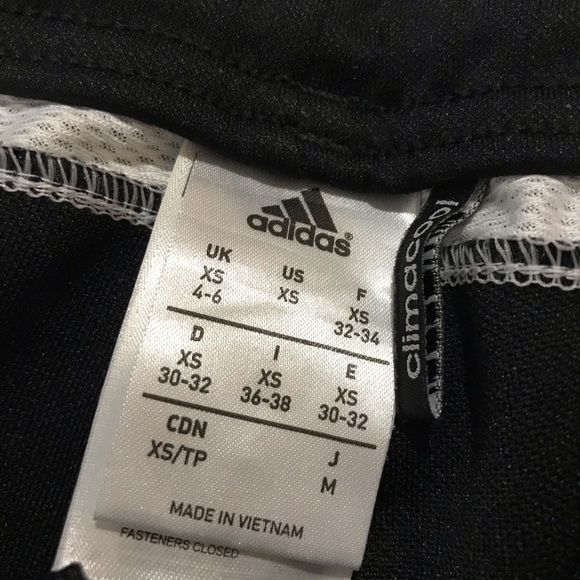 adidas®
UK US F
XS XS XS
4-6 32-34
D I E
XS XS XS
30-32 36-38 30-32
CDN J
XS/TP M
MADE IN VIETNAM
FASTENERS CLOSED
climacool